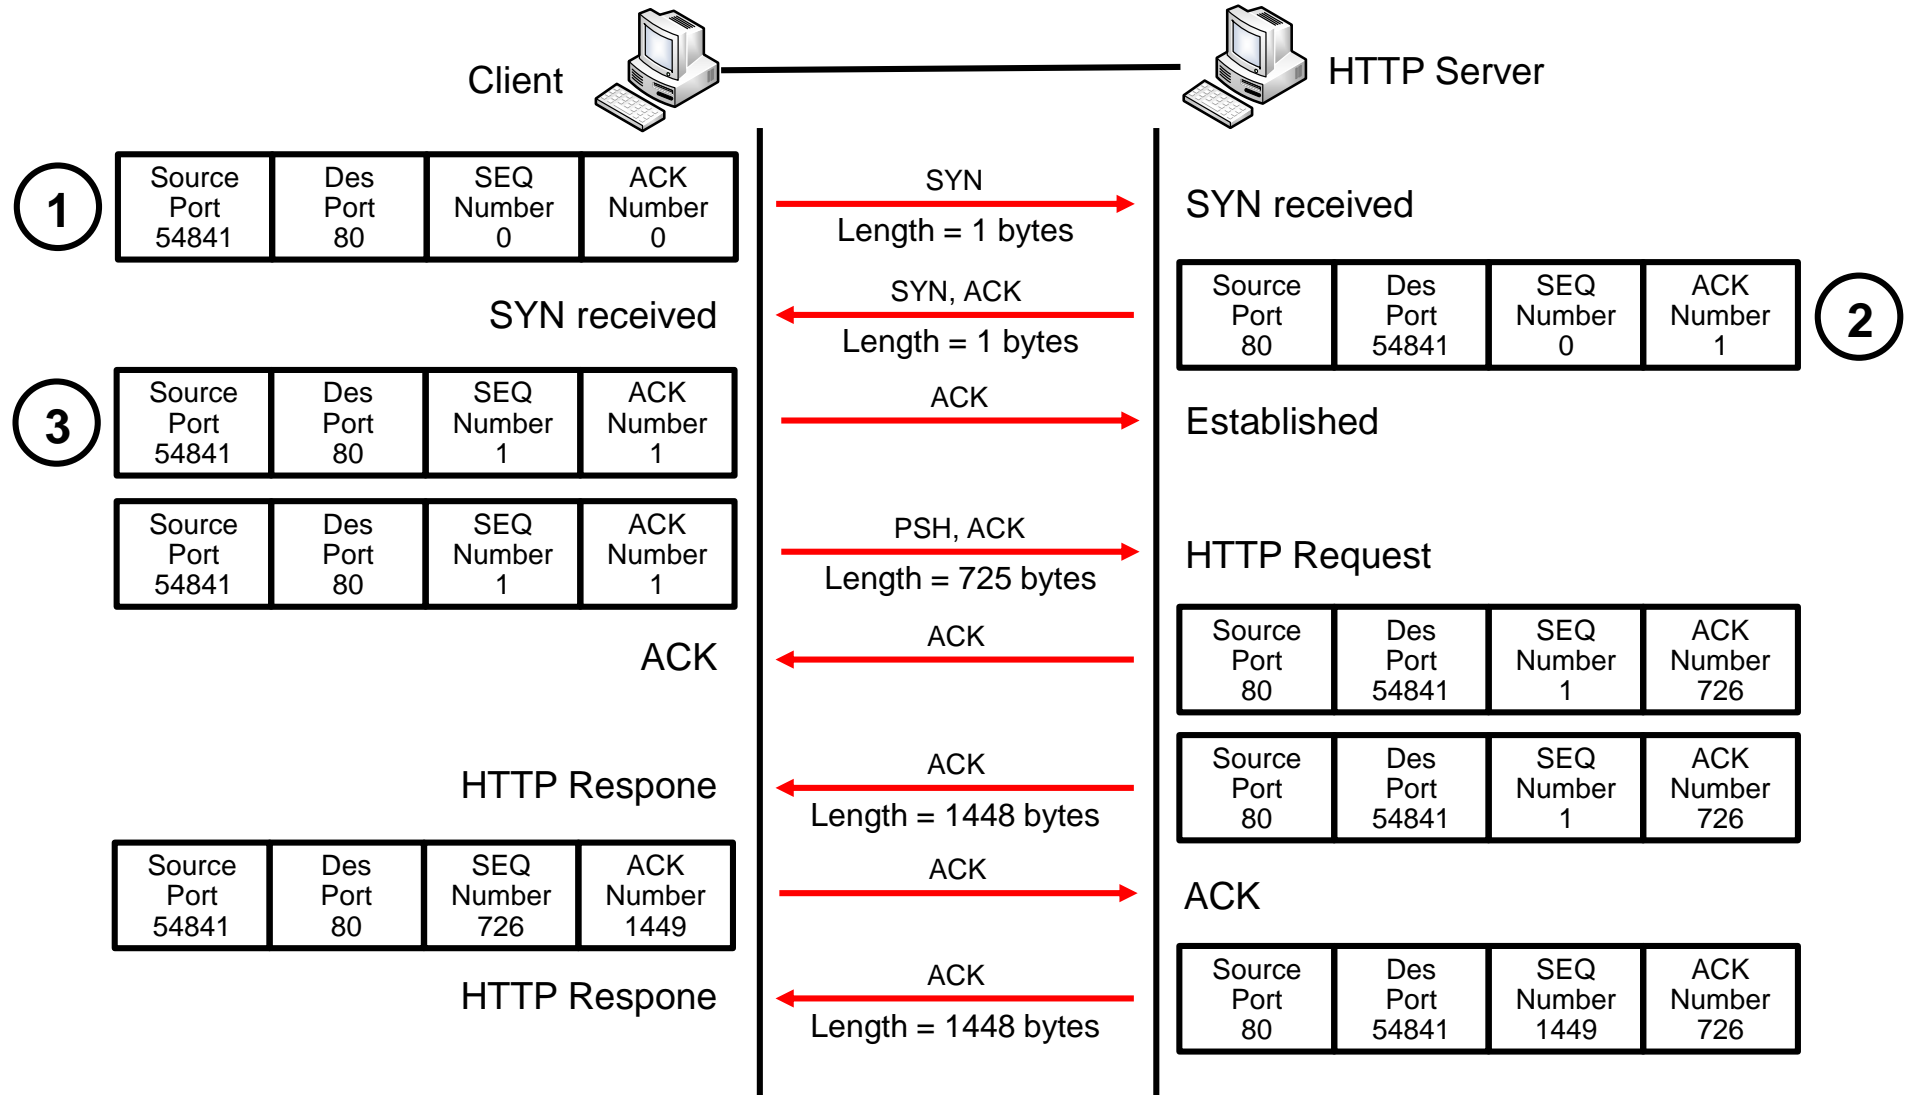 Client
HTTP Server
1
Source Port 54841
Des Port 80
SEQ Number 0
ACK Number 0
SYN
Length = 1 bytes
SYN received
SYN received
SYN, ACK
Length = 1 bytes
Source Port 80
Des Port 54841
SEQ Number 0
ACK Number 1
2
3
Source Port 54841
Des Port 80
SEQ Number 1
ACK Number 1
ACK
Established
Source Port 54841
Des Port 80
SEQ Number 1
ACK Number 1
PSH, ACK
Length = 725 bytes
HTTP Request
ACK
ACK
Source Port 80
Des Port 54841
SEQ Number 1
ACK Number 726
HTTP Respone
ACK
Length = 1448 bytes
Source Port 80
Des Port 54841
SEQ Number 1
ACK Number 726
Source Port 54841
Des Port 80
SEQ Number 726
ACK Number 1449
ACK
ACK
HTTP Respone
ACK
Length = 1448 bytes
Source Port 80
Des Port 54841
SEQ Number 1449
ACK Number 726